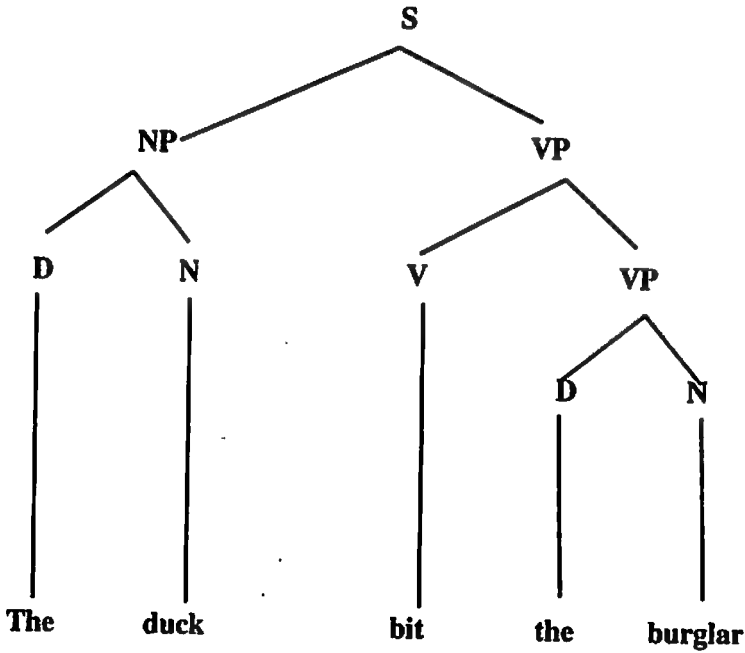 S
NP VP
D N V VP
D N
The duck bit the burglar